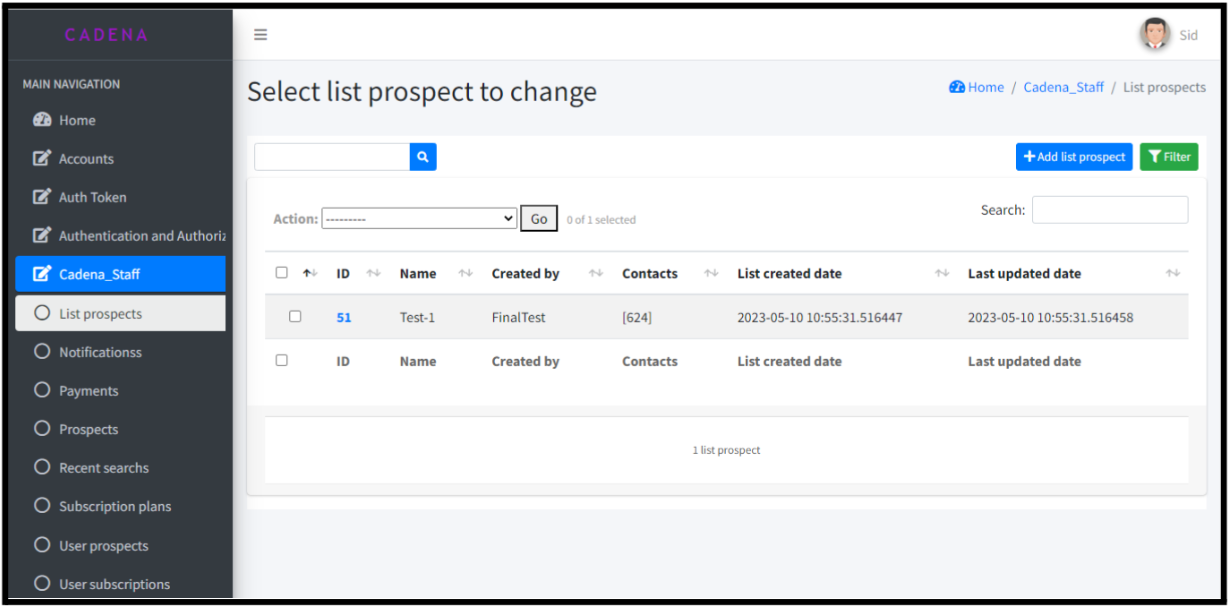 CADENA
Sid
MAIN NAVIGATION
Home
Accounts
Auth Token
Authentication and Authoriz
Cadena_Staff
List prospects
Notificationss
Payments
Prospects
Recent searchs
Subscription plans
User prospects
User subscriptions
Select list prospect to change
Home / Cadena_Staff / List prospects
Add list prospect Filter
Action: --------- Go 0 of 1 selected Search:
ID Name Created by Contacts List created date Last updated date
51 Test-1 FinalTest [624] 2023-05-10 10:55:31.516447 2023-05-10 10:55:31.516458
ID Name Created by Contacts List created date Last updated date
1 list prospect